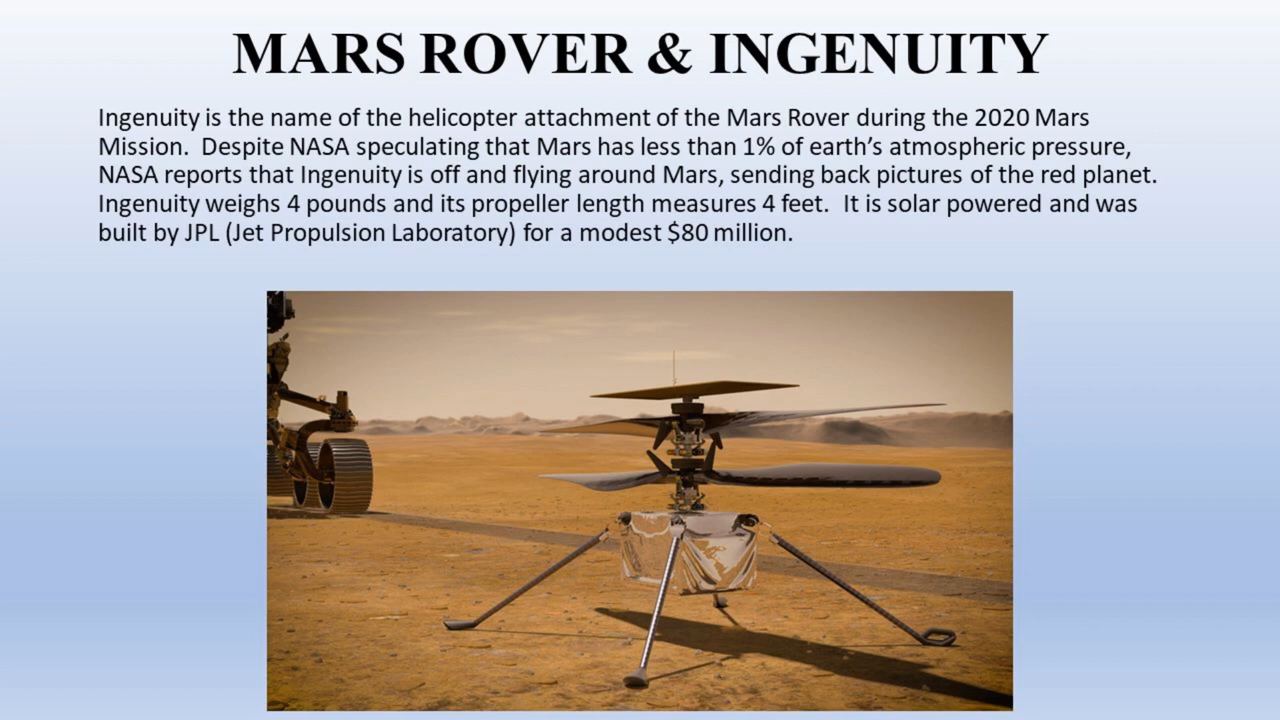 MARS ROVER & INGENUITY
Ingenuity is the name of the helicopter attachment of the Mars Rover during the 2020 Mars
Mission.  Despite NASA speculating that Mars has less than 1% of earth’s atmospheric pressure,
NASA reports that Ingenuity is off and flying around Mars, sending back pictures of the red planet.
Ingenuity weighs 4 pounds and its propeller length measures 4 feet.  It is solar powered and was
built by JPL (Jet Propulsion Laboratory) for a modest $80 million.